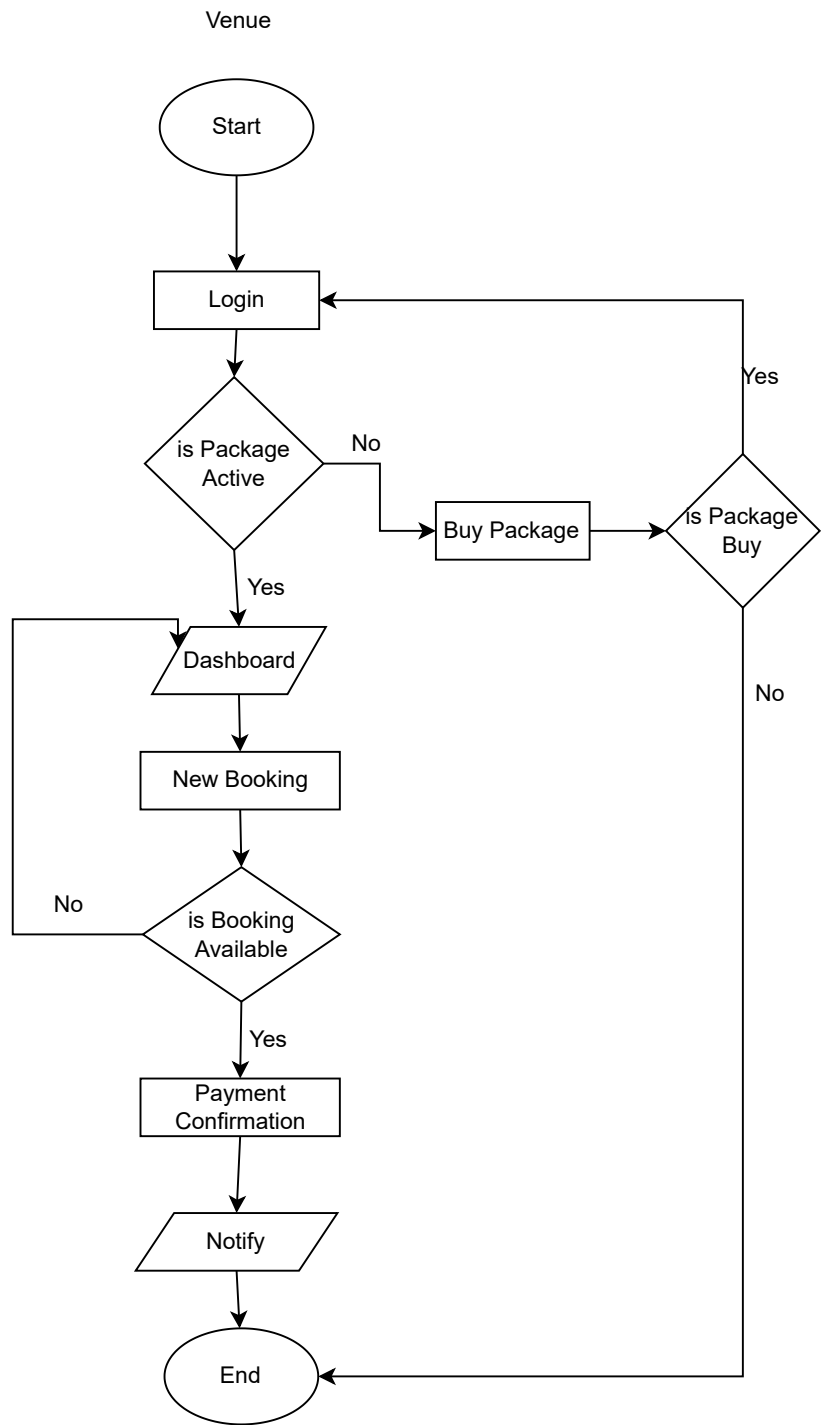 Venue
Start
Login
Yes
is Package
Active
No
Buy Package
is Package
Buy
Yes
Dashboard
No
New Booking
No
is Booking
Available
Yes
Payment
Confirmation
Notify
End